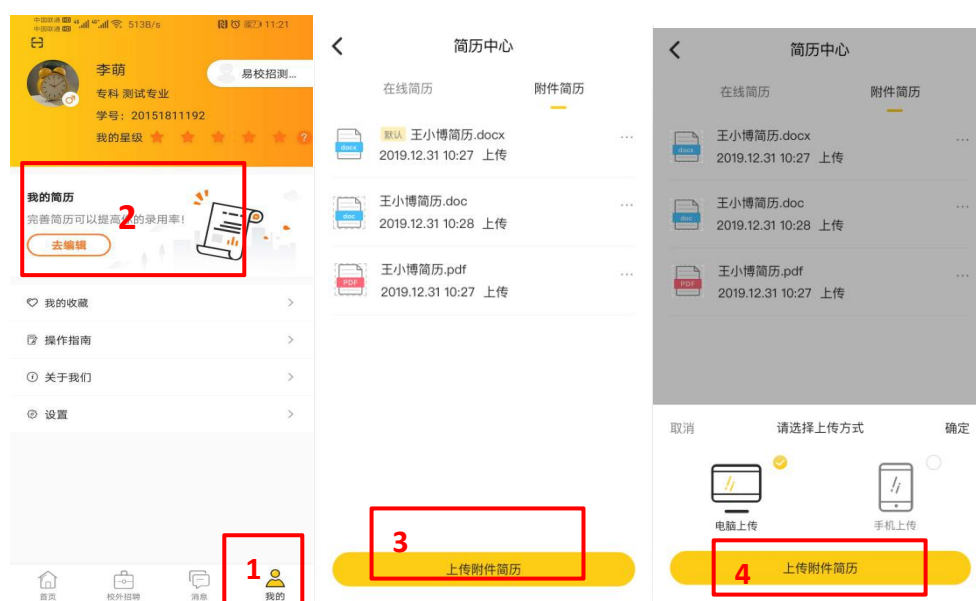 中国联通 HD 4G 46 513B/s 11:21
中国联通 HD
李萌
易校招测...
专科 测试专业
学号: 20151811192
我的星级 ?
我的简历
2
完善简历可以提高你的录用率!
去编辑
我的收藏
操作指南
关于我们
设置
1
首页 校外招聘 消息 我的
简历中心
在线简历 附件简历
默认 王小博简历.docx ...
docx
2019.12.31 10:27 上传
王小博简历.doc ...
doc
2019.12.31 10:28 上传
王小博简历.pdf ...
PDF
2019.12.31 10:27 上传
3
上传附件简历
简历中心
在线简历 附件简历
王小博简历.docx ...
docx
2019.12.31 10:27 上传
王小博简历.doc ...
doc
2019.12.31 10:28 上传
王小博简历.pdf ...
PDF
2019.12.31 10:27 上传
取消 请选择上传方式 确定
电脑上传 手机上传
4 上传附件简历